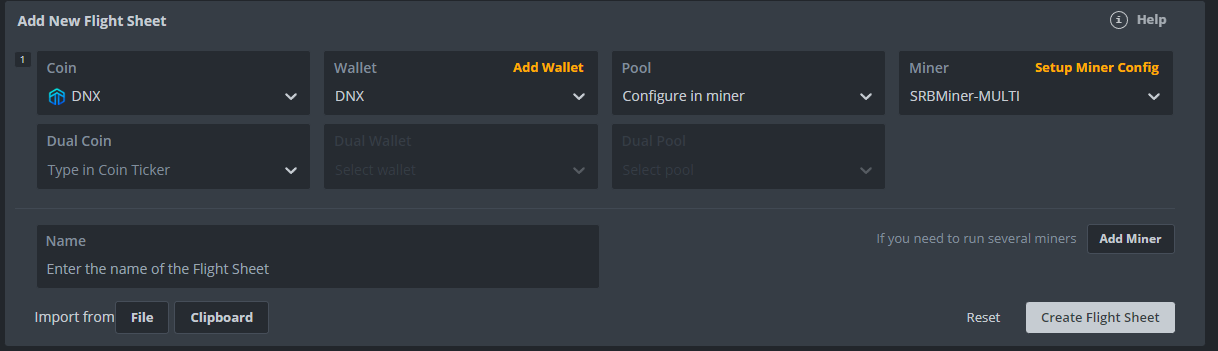 Add New Flight Sheet
Help
1
Coin
DNX
Wallet Add Wallet
DNX
Pool
Configure in miner
Miner Setup Miner Config
SRBMiner-MULTI
Dual Coin
Type in Coin Ticker
Dual Wallet
Select wallet
Dual Pool
Select pool
Name
Enter the name of the Flight Sheet
If you need to run several miners Add Miner
Import from File Clipboard
Reset Create Flight Sheet